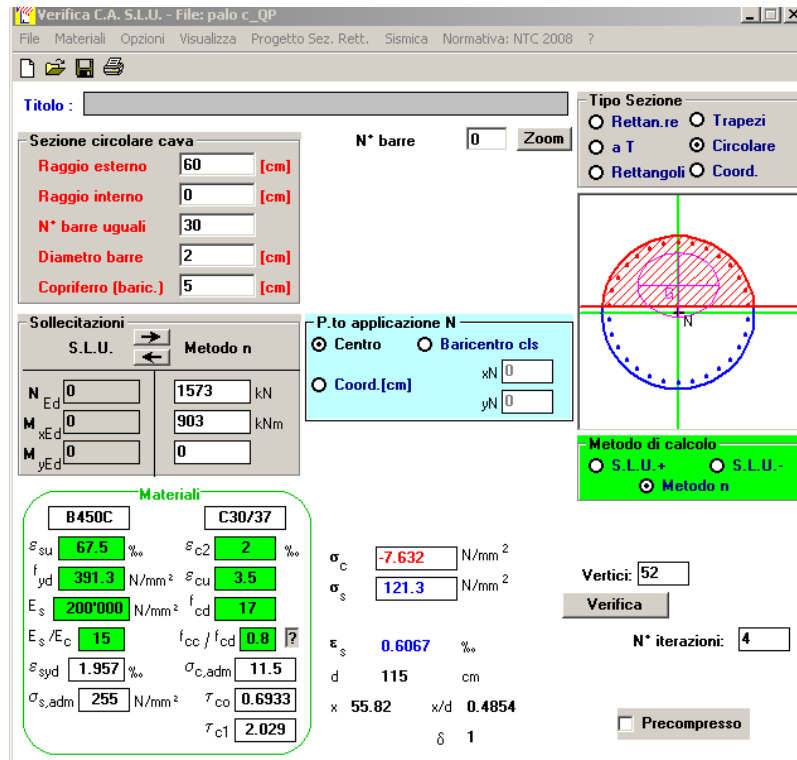 Verifica C.A. S.L.U. - File: palo c_QP
File Materiali Opzioni Visualizza Progetto Sez. Rett. Sismica Normativa: NTC 2008 ?
Titolo :
Tipo Sezione
Rettan.re Trapezi
a T Circolare
Rettangoli Coord.
Sezione circolare cava
N° barre 0 Zoom
Raggio esterno 60 [cm]
Raggio interno 0 [cm]
N° barre uguali 30
Diametro barre 2 [cm]
Copriferro (baric.) 5 [cm]
G
N
Sollecitazioni
S.L.U. Metodo n
N Ed 0 1573 kN
M xEd 0 903 kNm
M yEd 0 0
P.to applicazione N
Centro Baricentro cls
Coord.[cm] xN 0
yN 0
Metodo di calcolo
S.L.U.+ S.L.U.-
Metodo n
Materiali
B450C C30/37
εsu 67.5 ‰ εc2 2 ‰
fyd 391.3 N/mm² εcu 3.5
Es 200'000 N/mm² fcd 17
Es/Ec 15 fcc / fcd 0.8 ?
εsyd 1.957 ‰ σc,adm 11.5
σs,adm 255 N/mm² τco 0.6933
τc1 2.029
σc -7.632 N/mm²
σs 121.3 N/mm²
εs 0.6067 ‰
d 115 cm
x 55.82 x/d 0.4854
δ 1
Vertici: 52
Verifica
N° iterazioni: 4
Precompresso